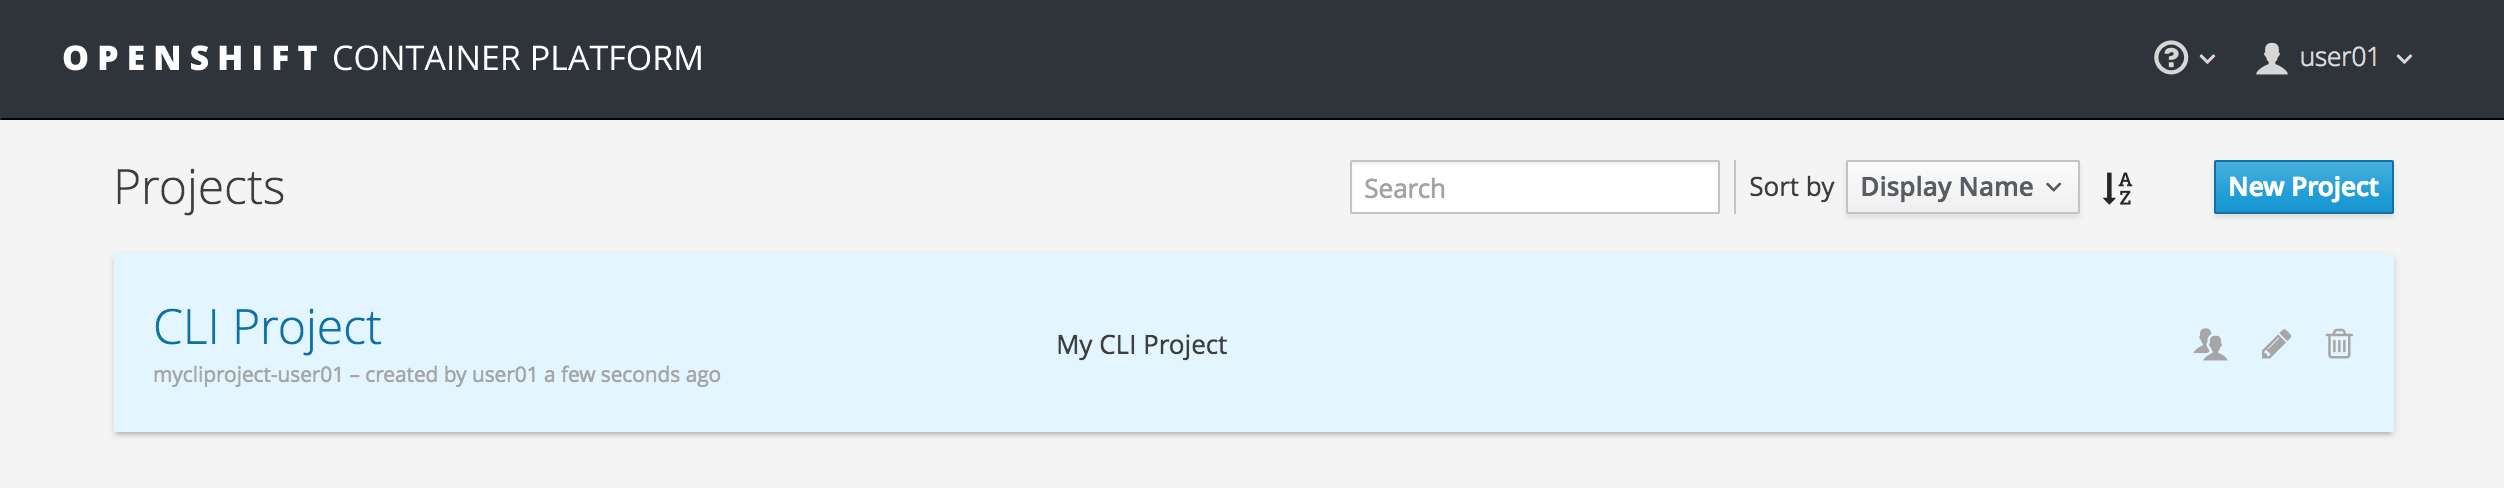 OPENSHIFT CONTAINER PLATFORM
user01
Projects
Search
Sort by
Display Name
A
Z
New Project
CLI Project
mycliproject-user01 – created by user01 a few seconds ago
My CLI Project